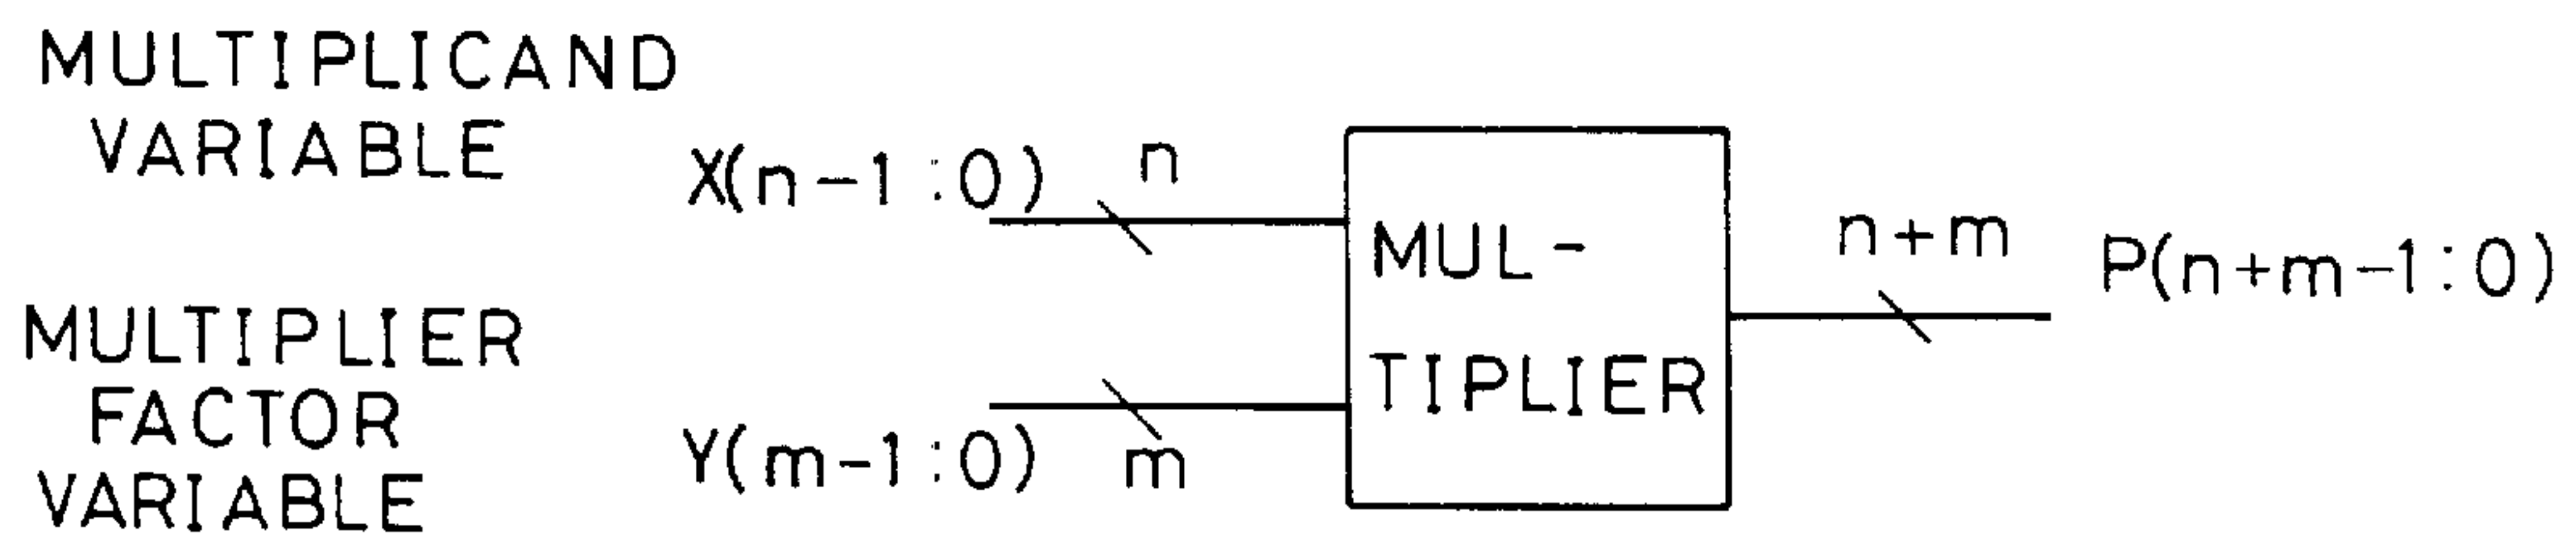 MULTIPLICAND
VARIABLE
X(n-1:0)
n
MULTIPLIER
FACTOR
VARIABLE
Y(m-1:0)
m
MUL-
TIPLIER
n+m
P(n+m-1:0)